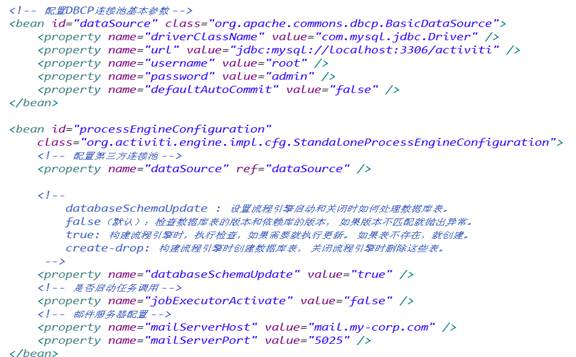 <!-- 配置DBCP连接池基本参数 -->
<bean id="dataSource" class="org.apache.commons.dbcp.BasicDataSource">
    <property name="driverClassName" value="com.mysql.jdbc.Driver" />
    <property name="url" value="jdbc:mysql://localhost:3306/activiti" />
    <property name="username" value="root" />
    <property name="password" value="admin" />
    <property name="defaultAutoCommit" value="false" />
</bean>
<bean id="processEngineConfiguration"
    class="org.activiti.engine.impl.cfg.StandaloneProcessEngineConfiguration">
    <!-- 配置第三方连接池 -->
    <property name="dataSource" ref="dataSource" />
    <!--
        databaseSchemaUpdate : 设置流程引擎启动和关闭时如何处理数据库表。
        false（默认）：检查数据库表的版本和依赖库的版本， 如果版本不匹配就抛出异常。
        true: 构建流程引擎时，执行检查，如果需要就执行更新。 如果表不存在，就创建。
        create-drop: 构建流程引擎时创建数据库表， 关闭流程引擎时删除这些表。
    -->
    <property name="databaseSchemaUpdate" value="true" />
    <!-- 是否启动任务调用 -->
    <property name="jobExecutorActivate" value="false" />
    <!-- 邮件服务器配置 -->
    <property name="mailServerHost" value="mail.my-corp.com" />
    <property name="mailServerPort" value="5025" />
</bean>